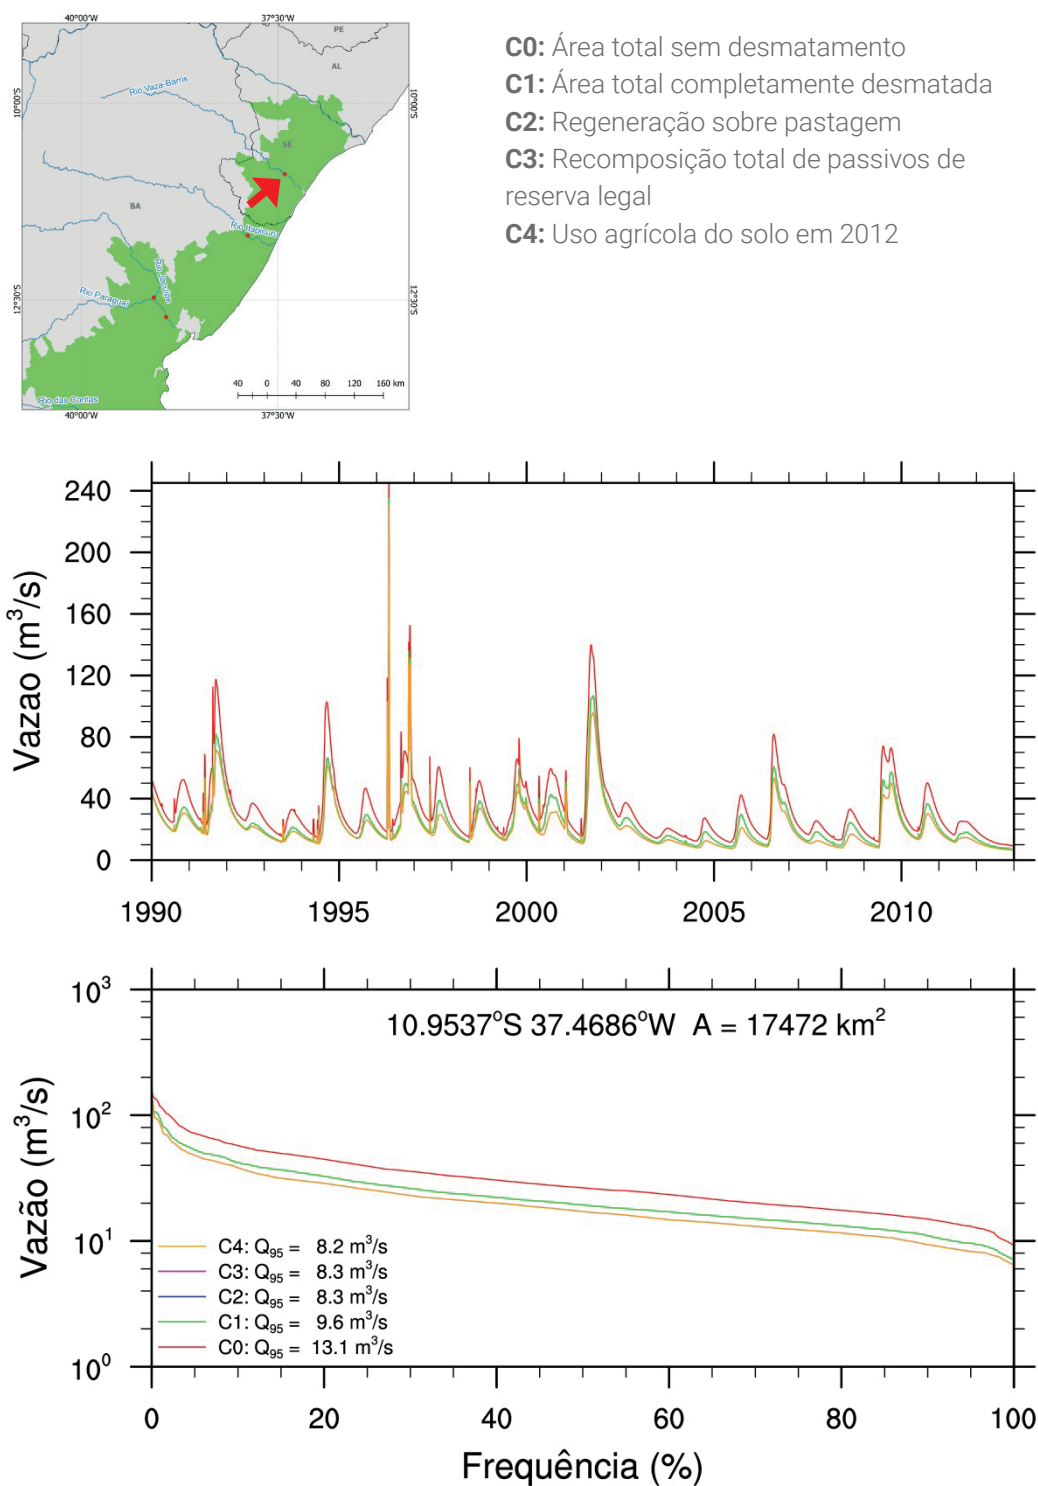 40°00'W
37°30'W
PE
AL
Rio Vaza-Barris
10°00'S
10°00'S
SE
BA
Rio Itapicuru
Rio Jacuípe
Rio Paraguaí
12°30'S
12°30'S
40 0 40 80 120 160 km
Rio das Contas
40°00'W
37°30'W
C0: Área total sem desmatamento
C1: Área total completamente desmatada
C2: Regeneração sobre pastagem
C3: Recomposição total de passivos de
reserva legal
C4: Uso agrícola do solo em 2012
Vazao (m³/s)
240
200
160
120
80
40
0
1990 1995 2000 2005 2010
Vazão (m³/s)
10³
10²
10¹
10⁰
10.9537°S 37.4686°W A = 17472 km²
C4: Q₉₅ = 8.2 m³/s
C3: Q₉₅ = 8.3 m³/s
C2: Q₉₅ = 8.3 m³/s
C1: Q₉₅ = 9.6 m³/s
C0: Q₉₅ = 13.1 m³/s
0 20 40 60 80 100
Frequência (%)